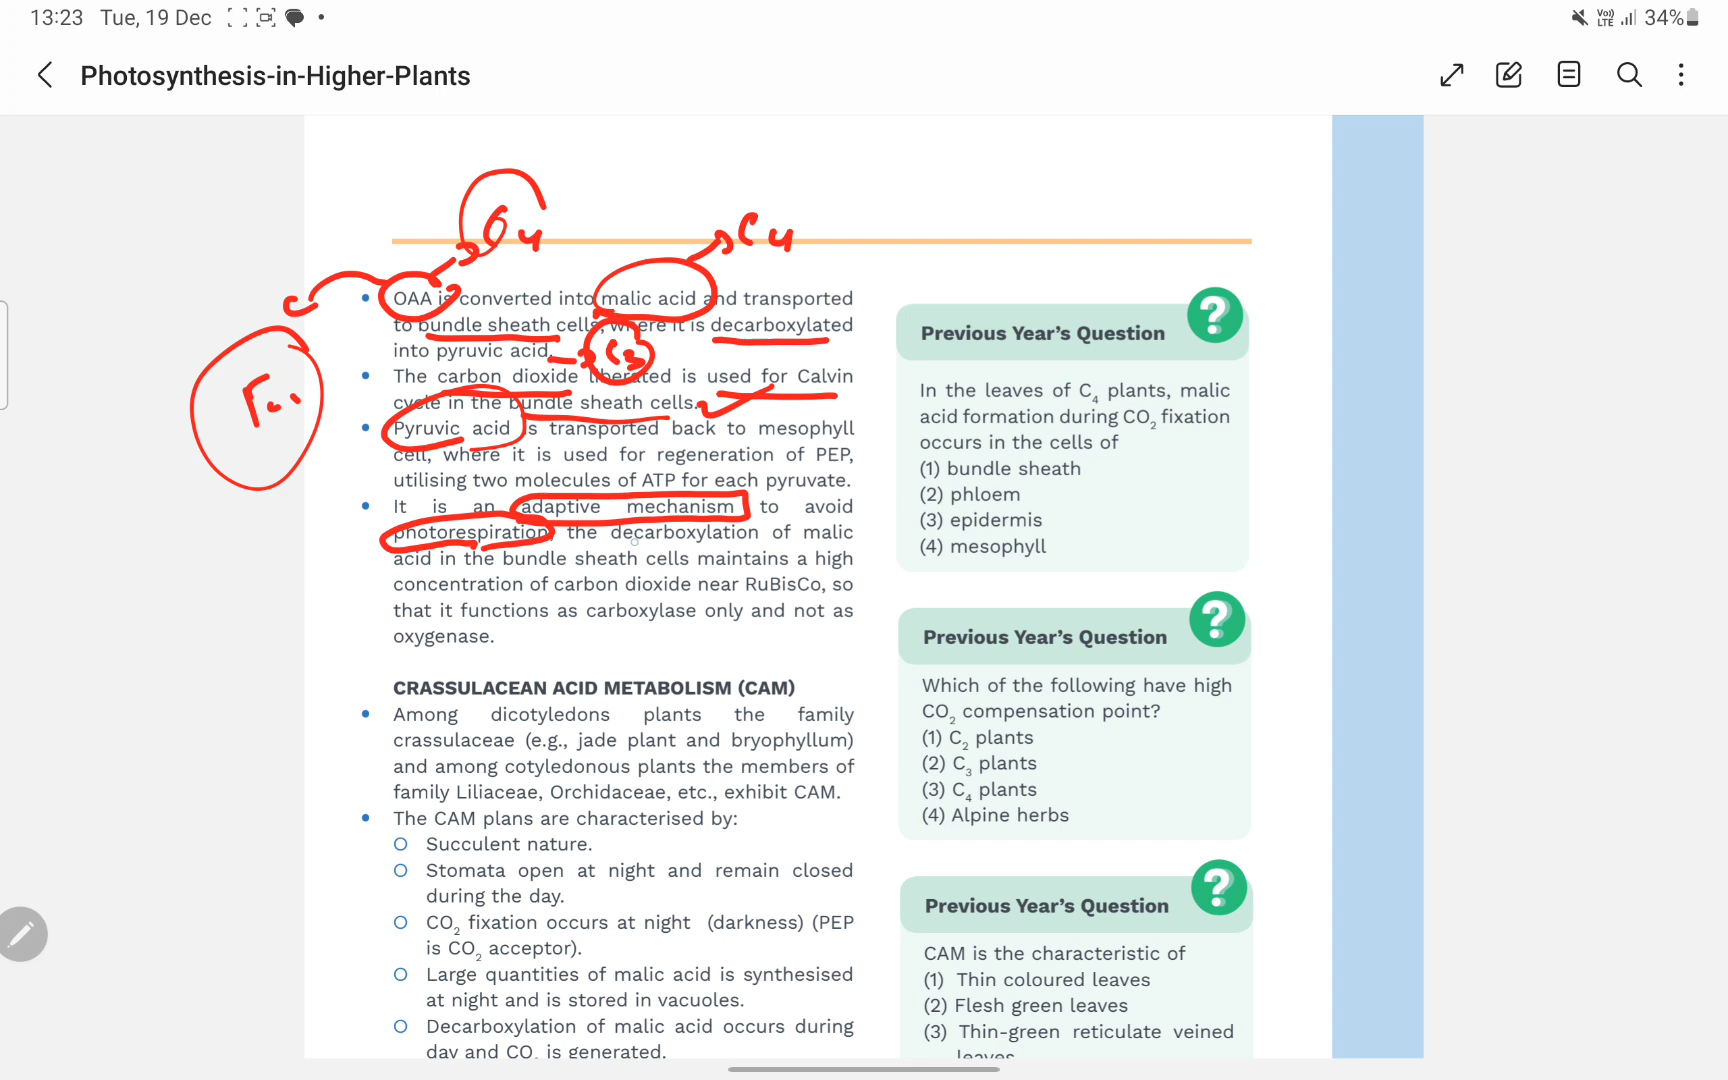 13:23 Tue, 19 Dec
Vo)) LTE 34%
Photosynthesis-in-Higher-Plants
C4
C4
• OAA is converted into malic acid and transported
to bundle sheath cells, where it is decarboxylated
into pyruvic acid.
C3
• The carbon dioxide liberated is used for Calvin
cycle in the bundle sheath cells.
• Pyruvic acid is transported back to mesophyll
cell, where it is used for regeneration of PEP,
utilising two molecules of ATP for each pyruvate.
• It is an adaptive mechanism to avoid
photorespiration, the decarboxylation of malic
acid in the bundle sheath cells maintains a high
concentration of carbon dioxide near RuBisCo, so
that it functions as carboxylase only and not as
oxygenase.
CRASSULACEAN ACID METABOLISM (CAM)
• Among dicotyledons plants the family
crassulaceae (e.g., jade plant and bryophyllum)
and among cotyledonous plants the members of
family Liliaceae, Orchidaceae, etc., exhibit CAM.
• The CAM plans are characterised by:
O Succulent nature.
O Stomata open at night and remain closed
during the day.
O CO₂ fixation occurs at night (darkness) (PEP
is CO₂ acceptor).
O Large quantities of malic acid is synthesised
at night and is stored in vacuoles.
O Decarboxylation of malic acid occurs during
day and CO₂ is generated.
?
Previous Year's Question
In the leaves of C₄ plants, malic
acid formation during CO₂ fixation
occurs in the cells of
(1) bundle sheath
(2) phloem
(3) epidermis
(4) mesophyll
?
Previous Year's Question
Which of the following have high
CO₂ compensation point?
(1) C₂ plants
(2) C₃ plants
(3) C₄ plants
(4) Alpine herbs
?
Previous Year's Question
CAM is the characteristic of
(1) Thin coloured leaves
(2) Flesh green leaves
(3) Thin-green reticulate veined
leaves